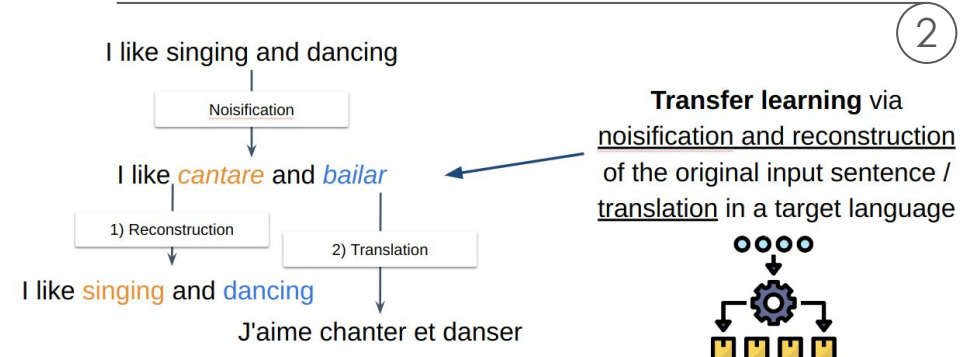 2
I like singing and dancing
Noisification
I like cantare and bailar
1) Reconstruction
2) Translation
I like singing and dancing
J'aime chanter et danser
Transfer learning via
noisification and reconstruction
of the original input sentence /
translation in a target language